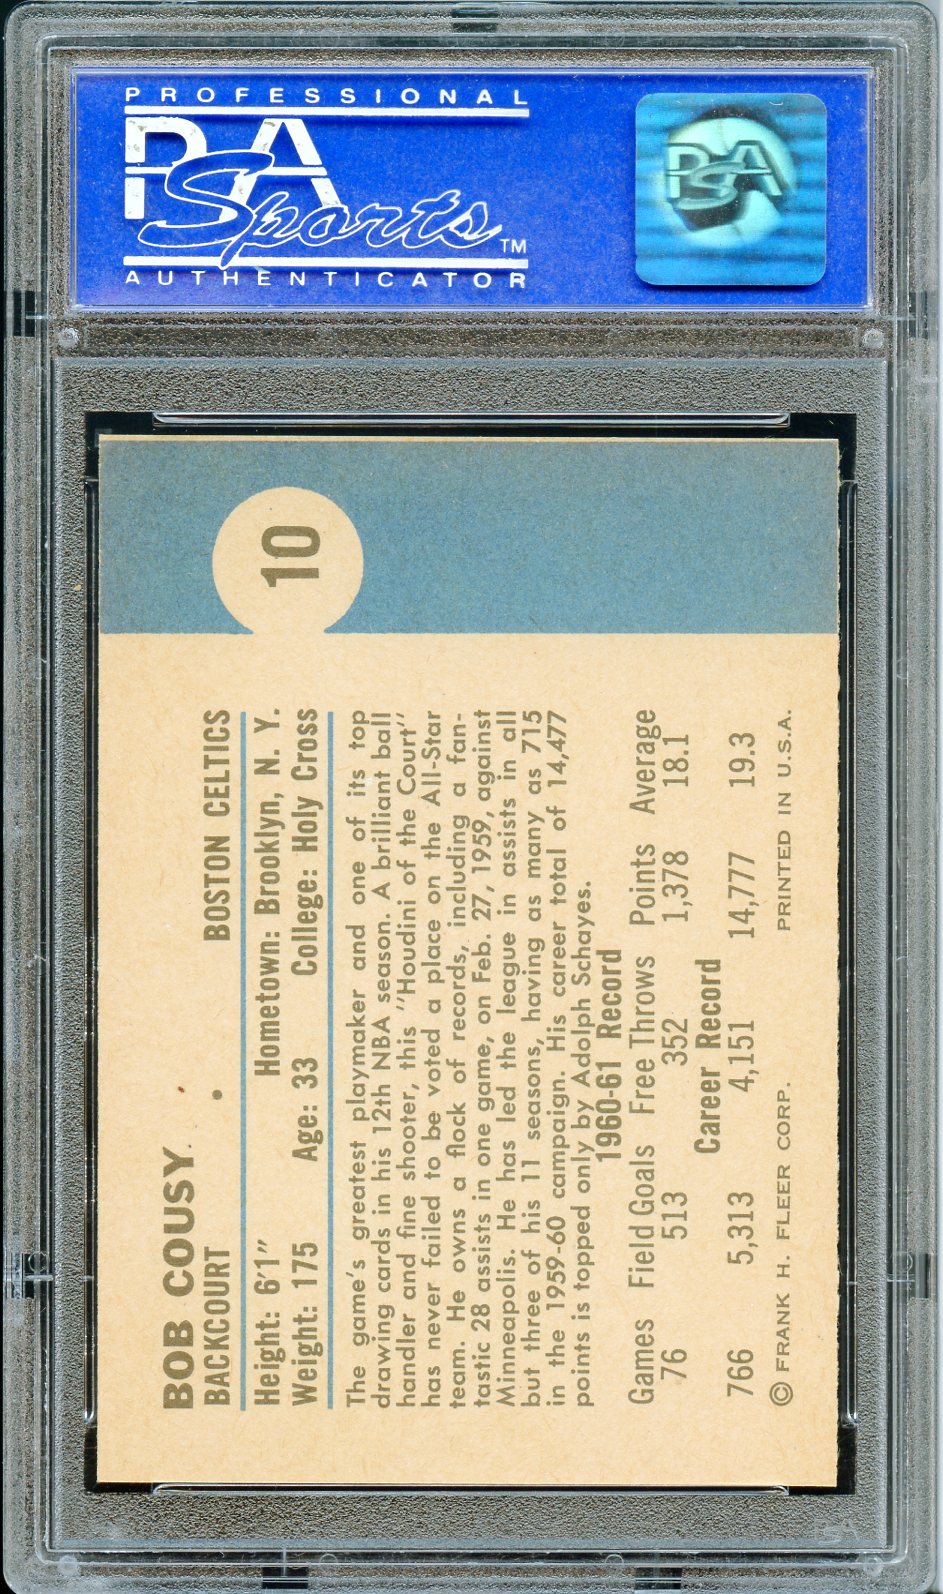 PROFESSIONAL
PSA
Sports™
AUTHENTICATOR
PSA
10
BOB COUSY
BACKCOURT • BOSTON CELTICS
Height: 6'1" Hometown: Brooklyn, N. Y.
Weight: 175 Age: 33 College: Holy Cross
The game's greatest playmaker and one of its top
drawing cards in his 12th NBA season. A brilliant ball
handler and fine shooter, this "Houdini of the Court"
has never failed to be voted a place on the All-Star
team. He owns a flock of records, including a fan-
tastic 28 assists in one game, on Feb. 27, 1959, against
Minneapolis. He has led the league in assists in all
but three of his 11 seasons, having as many as 715
in the 1959-60 campaign. His career total of 14,477
points is topped only by Adolph Schayes.
1960-61 Record
Games Field Goals Free Throws Points Average
76 513 352 1,378 18.1
Career Record
766 5,313 4,151 14,777 19.3
© FRANK H. FLEER CORP. PRINTED IN U.S.A.